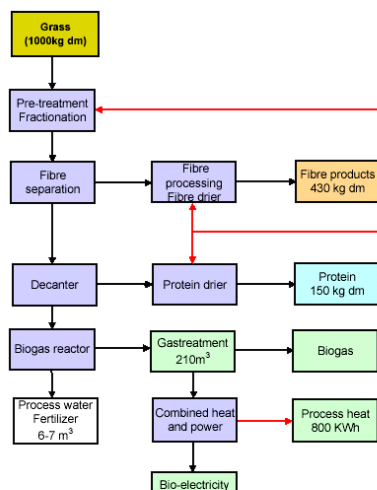 Grass
(1000kg dm)
Pre-treatment
Fractionation
Fibre
separation
Fibre
processing
Fibre drier
Fibre products
430 kg dm
Decanter
Protein drier
Protein
150 kg dm
Biogas reactor
Gastreatment
210m³
Biogas
Process water
Fertilizer
6-7 m³
Combined heat
and power
Process heat
800 KWh
Bio-electricity